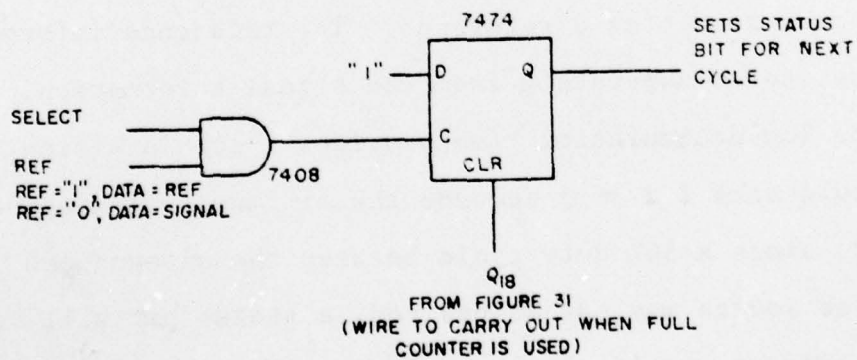 7474
SETS STATUS
BIT FOR NEXT
CYCLE
"1"
D
Q
SELECT
C
REF
CLR
7408
REF="1", DATA=REF
REF="0", DATA=SIGNAL
Q18
FROM FIGURE 31
(WIRE TO CARRY OUT WHEN FULL
COUNTER IS USED)